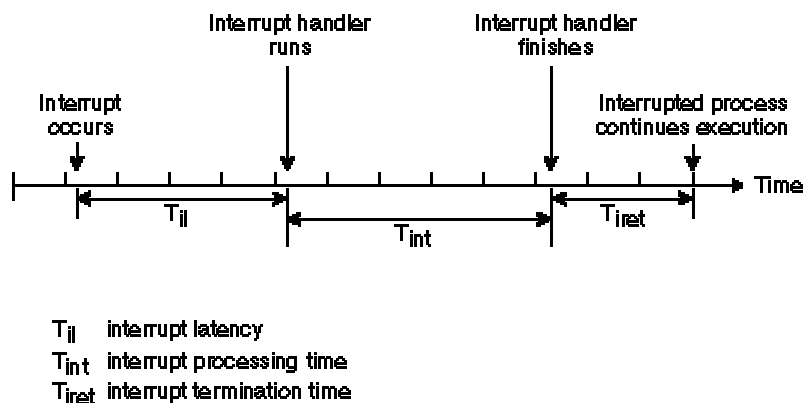 Interrupt handler
runs
Interrupt handler
finishes
Interrupt
occurs
Interrupted process
continues execution
Time
Til
Tint
Tiret
Til interrupt latency
Tint interrupt processing time
Tiret interrupt termination time